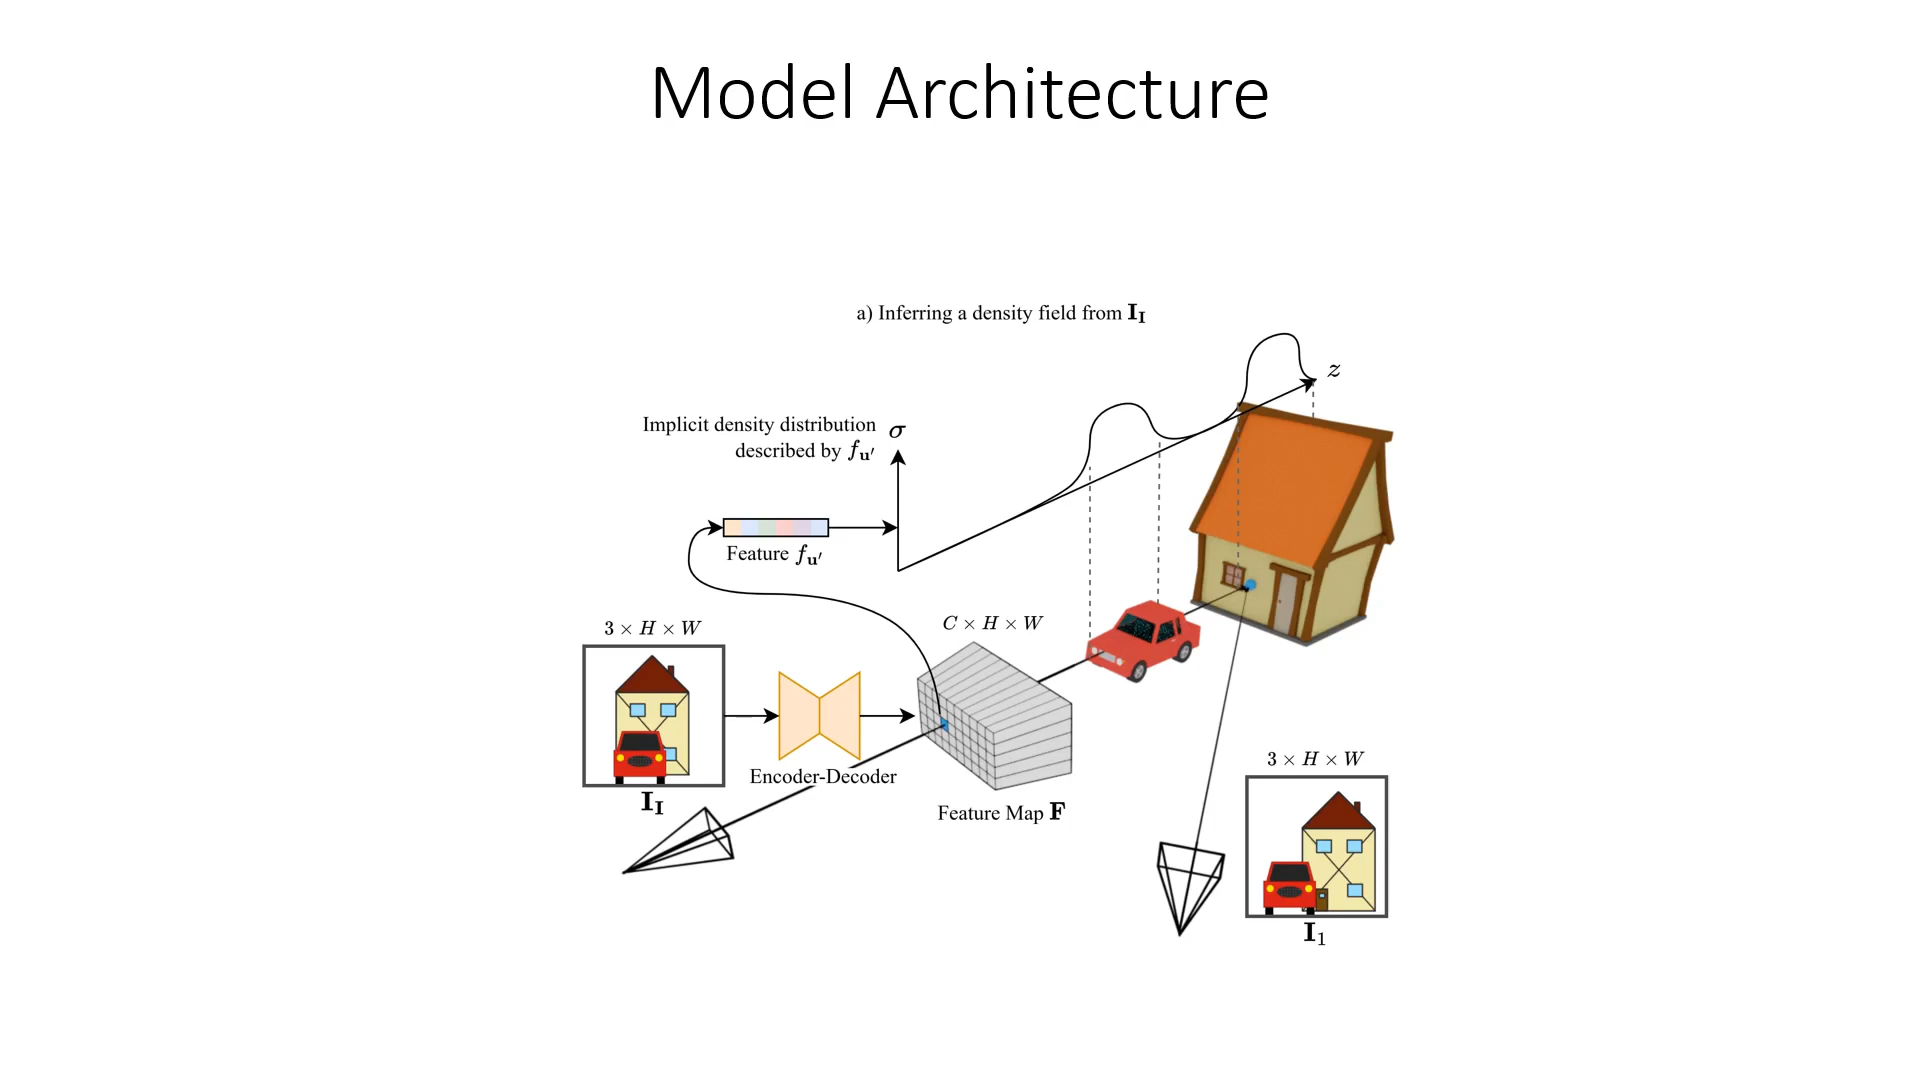 Model Architecture
a) Inferring a density field from I_I
z
Implicit density distribution σ
described by f_u′
Feature f_u′
3 × H × W
C × H × W
Encoder-Decoder
I_I
Feature Map F
3 × H × W
I_1